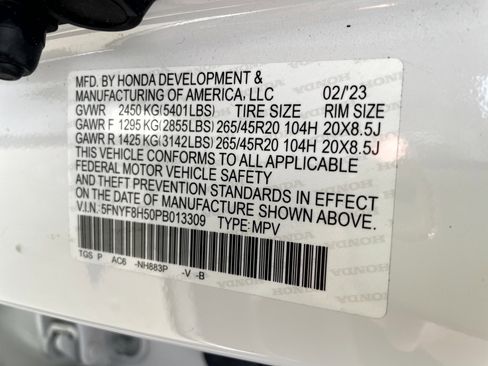 MFD. BY HONDA DEVELOPMENT &
MANUFACTURING OF AMERICA, LLC 02/'23
GVWR 2450 KG(5401LBS) TIRE SIZE RIM SIZE
GAWR F 1295 KG(2855LBS) 265/45R20 104H 20X8.5J
GAWR R 1425 KG(3142LBS) 265/45R20 104H 20X8.5J
THIS VEHICLE CONFORMS TO ALL APPLICABLE
FEDERAL MOTOR VEHICLE SAFETY
AND THEFT PREVENTION STANDARDS IN EFFECT
ON THE DATE OF MANUFACTURE SHOWN ABOVE.
V.I.N. 5FNYF8H50PB013309 TYPE: MPV
TGS P AC6 -NH883P -V -B